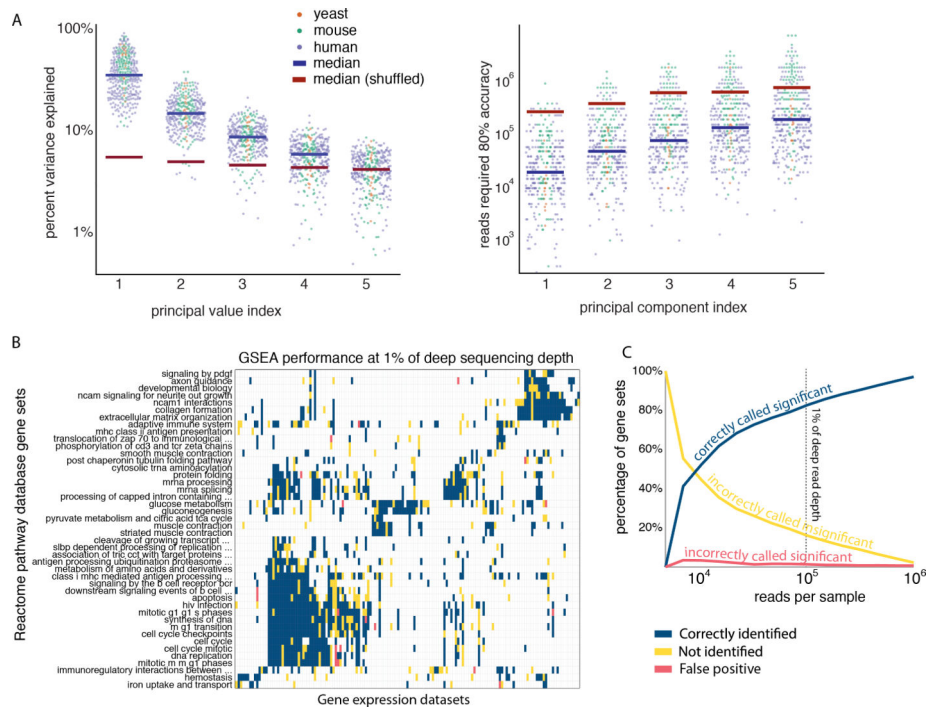 A
100%
10%
1%
percent variance explained
1 2 3 4 5
principal value index
yeast
mouse
human
median
median (shuffled)
10^6
10^5
10^4
10^3
reads required 80% accuracy
1 2 3 4 5
principal component index
B
GSEA performance at 1% of deep sequencing depth
Reactome pathway database gene sets
signaling by pdgf
axon guidance
developmental biology
ncam signaling for neurite out growth
ncam1 interactions
collagen formation
extracellular matrix organization
adaptive immune system
mhc class ii antigen presentation
translocation of zap 70 to immunological ...
phosphorylation of cd3 and tcr zeta chains
smooth muscle contraction
post chaperonin tubulin folding pathway
cytosolic trna aminoacylation
protein folding
mrna processing
mrna splicing
processing of capped intron containing ...
glucose metabolism
gluconeogenesis
pyruvate metabolism and citric acid tca cycle
muscle contraction
striated muscle contraction
cleavage of growing transcript ...
slbp dependent processing of replication ...
association of tric cct with target proteins ...
antigen processing ubiquitination proteasome ...
metabolism of amino acids and derivatives
class i mhc mediated antigen processing ...
signaling by the b cell receptor bcr
downstream signaling events of b cell ...
apoptosis
hiv infection
mitotic g1 g1 s phases
synthesis of dna
m g1 transition
cell cycle checkpoints
cell cycle
cell cycle mitotic
dna replication
mitotic m m g1 phases
immunoregulatory interactions between ...
hemostasis
iron uptake and transport
Gene expression datasets
C
100%
80%
60%
40%
20%
percentage of gene sets
correctly called significant
incorrectly called insignificant
incorrectly called significant
1% of deep read depth
10^4 10^5 10^6
reads per sample
Correctly identified
Not identified
False positive